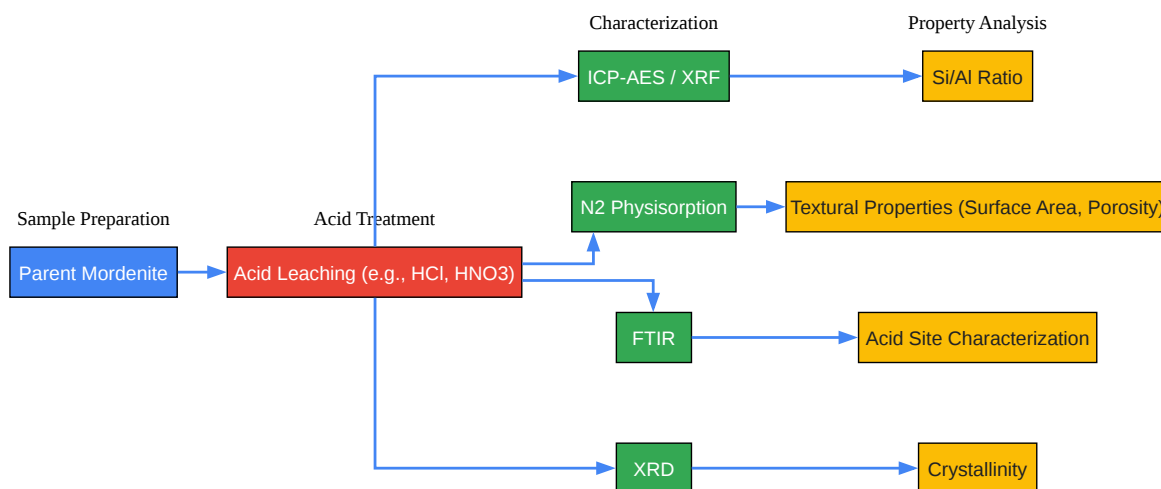 Characterization
Property Analysis
ICP-AES / XRF
Si/Al Ratio
Sample Preparation
Acid Treatment
N2 Physisorption
Textural Properties (Surface Area, Porosity)
Parent Mordenite
Acid Leaching (e.g., HCl, HNO3)
FTIR
Acid Site Characterization
XRD
Crystallinity